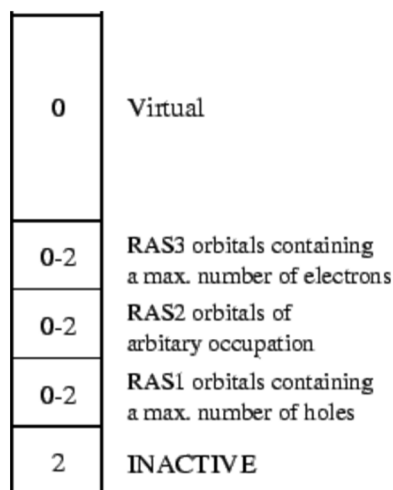 0 Virtual
0-2 RAS3 orbitals containing
a max. number of electrons
0-2 RAS2 orbitals of
arbitary occupation
0-2 RAS1 orbitals containing
a max. number of holes
2 INACTIVE